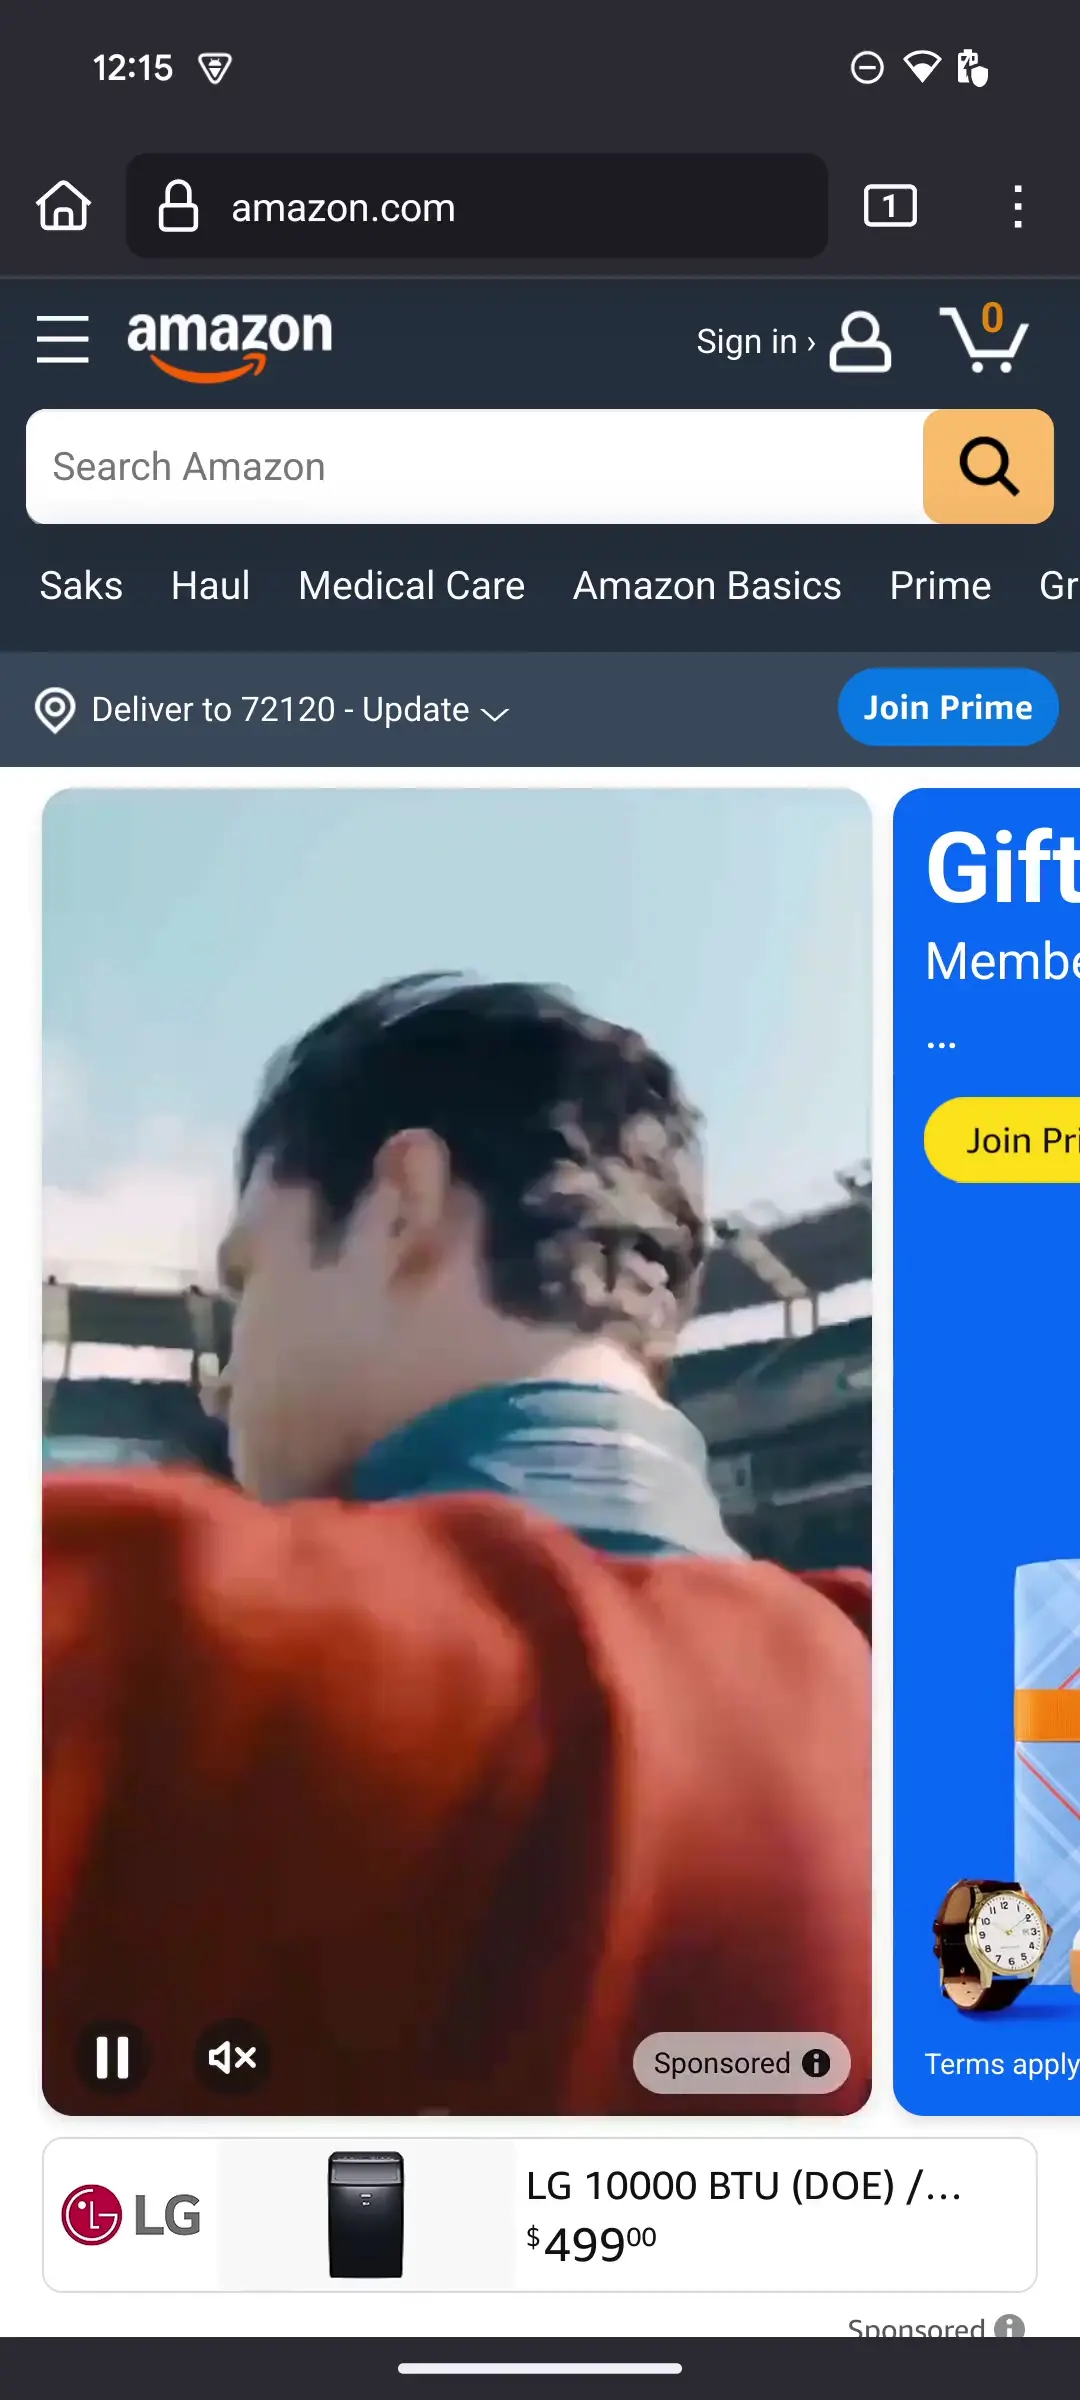 12:15
amazon.com
1
amazon
Sign in ›
0
Search Amazon
Saks Haul Medical Care Amazon Basics Prime Gr
Deliver to 72120 - Update
Join Prime
Gift
Membe
...
Join Pri
Terms apply
Sponsored
LG
LG 10000 BTU (DOE) /...
$49900
Sponsored